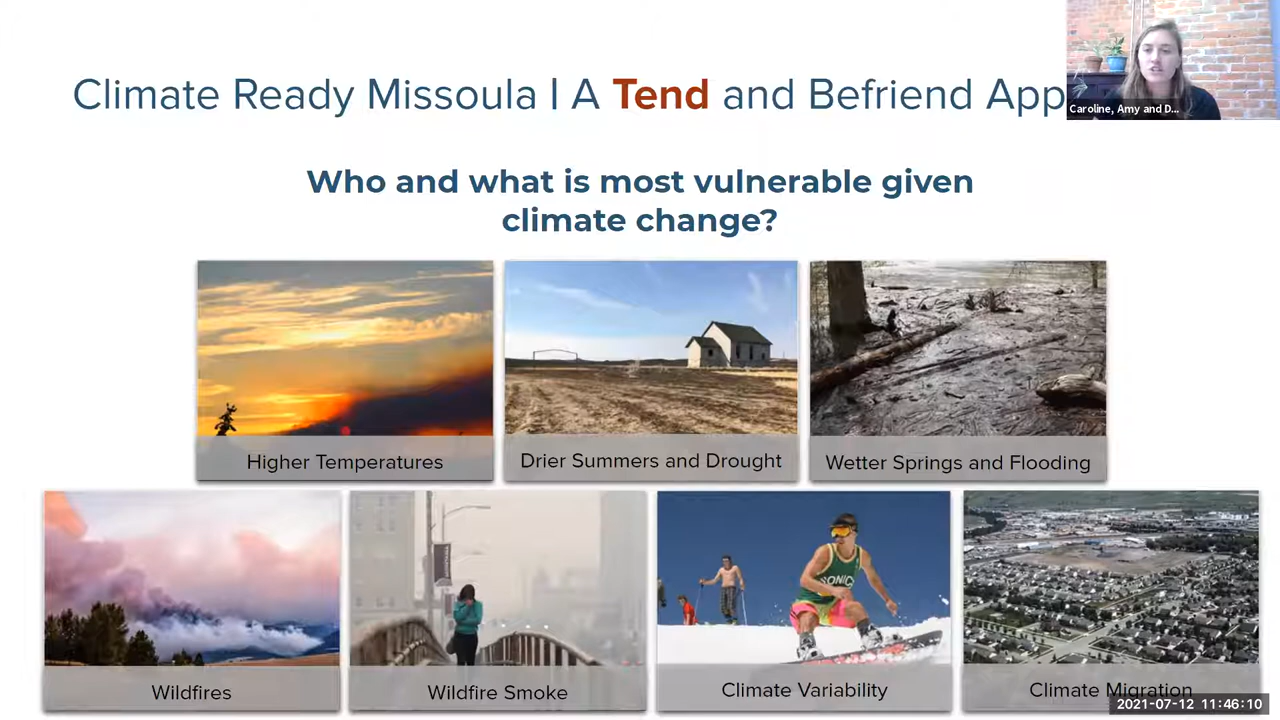 Climate Ready Missoula | A Tend and Befriend App
Caroline, Amy and D...
Who and what is most vulnerable given
climate change?
Higher Temperatures
Drier Summers and Drought
Wetter Springs and Flooding
SONIC
Wildfires
Wildfire Smoke
Climate Variability
Climate Migration
2021-07-12 11:46:10